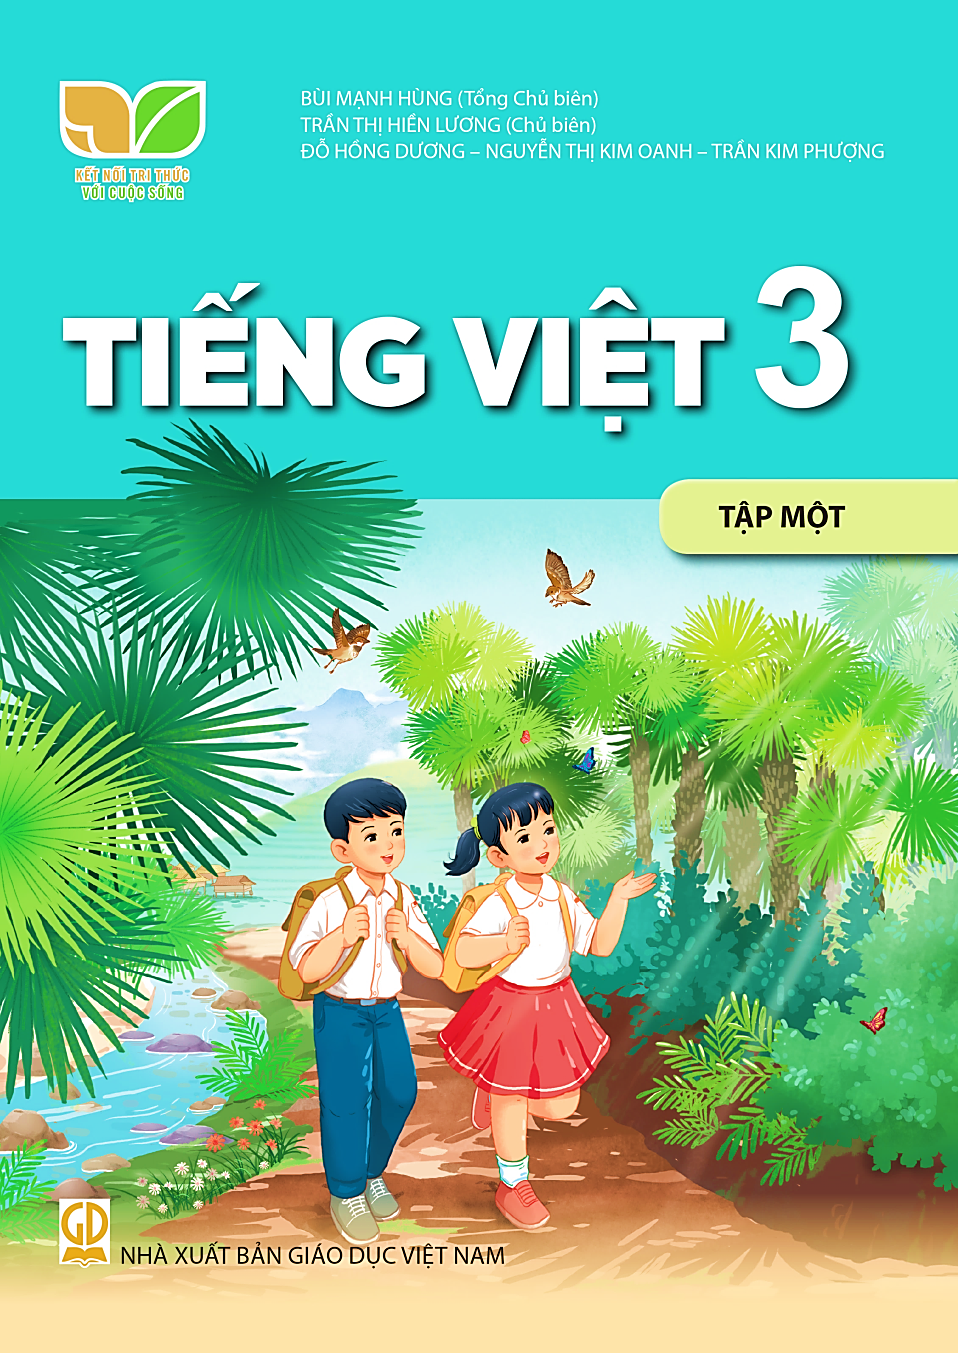 BÙI MẠNH HÙNG (Tổng Chủ biên)
TRẦN THỊ HIỀN LƯƠNG (Chủ biên)
ĐỖ HỒNG DƯƠNG – NGUYỄN THỊ KIM OANH – TRẦN KIM PHƯỢNG
KẾT NỐI TRI THỨC
VỚI CUỘC SỐNG
TIẾNG VIỆT 3
TẬP MỘT
GD
NHÀ XUẤT BẢN GIÁO DỤC VIỆT NAM